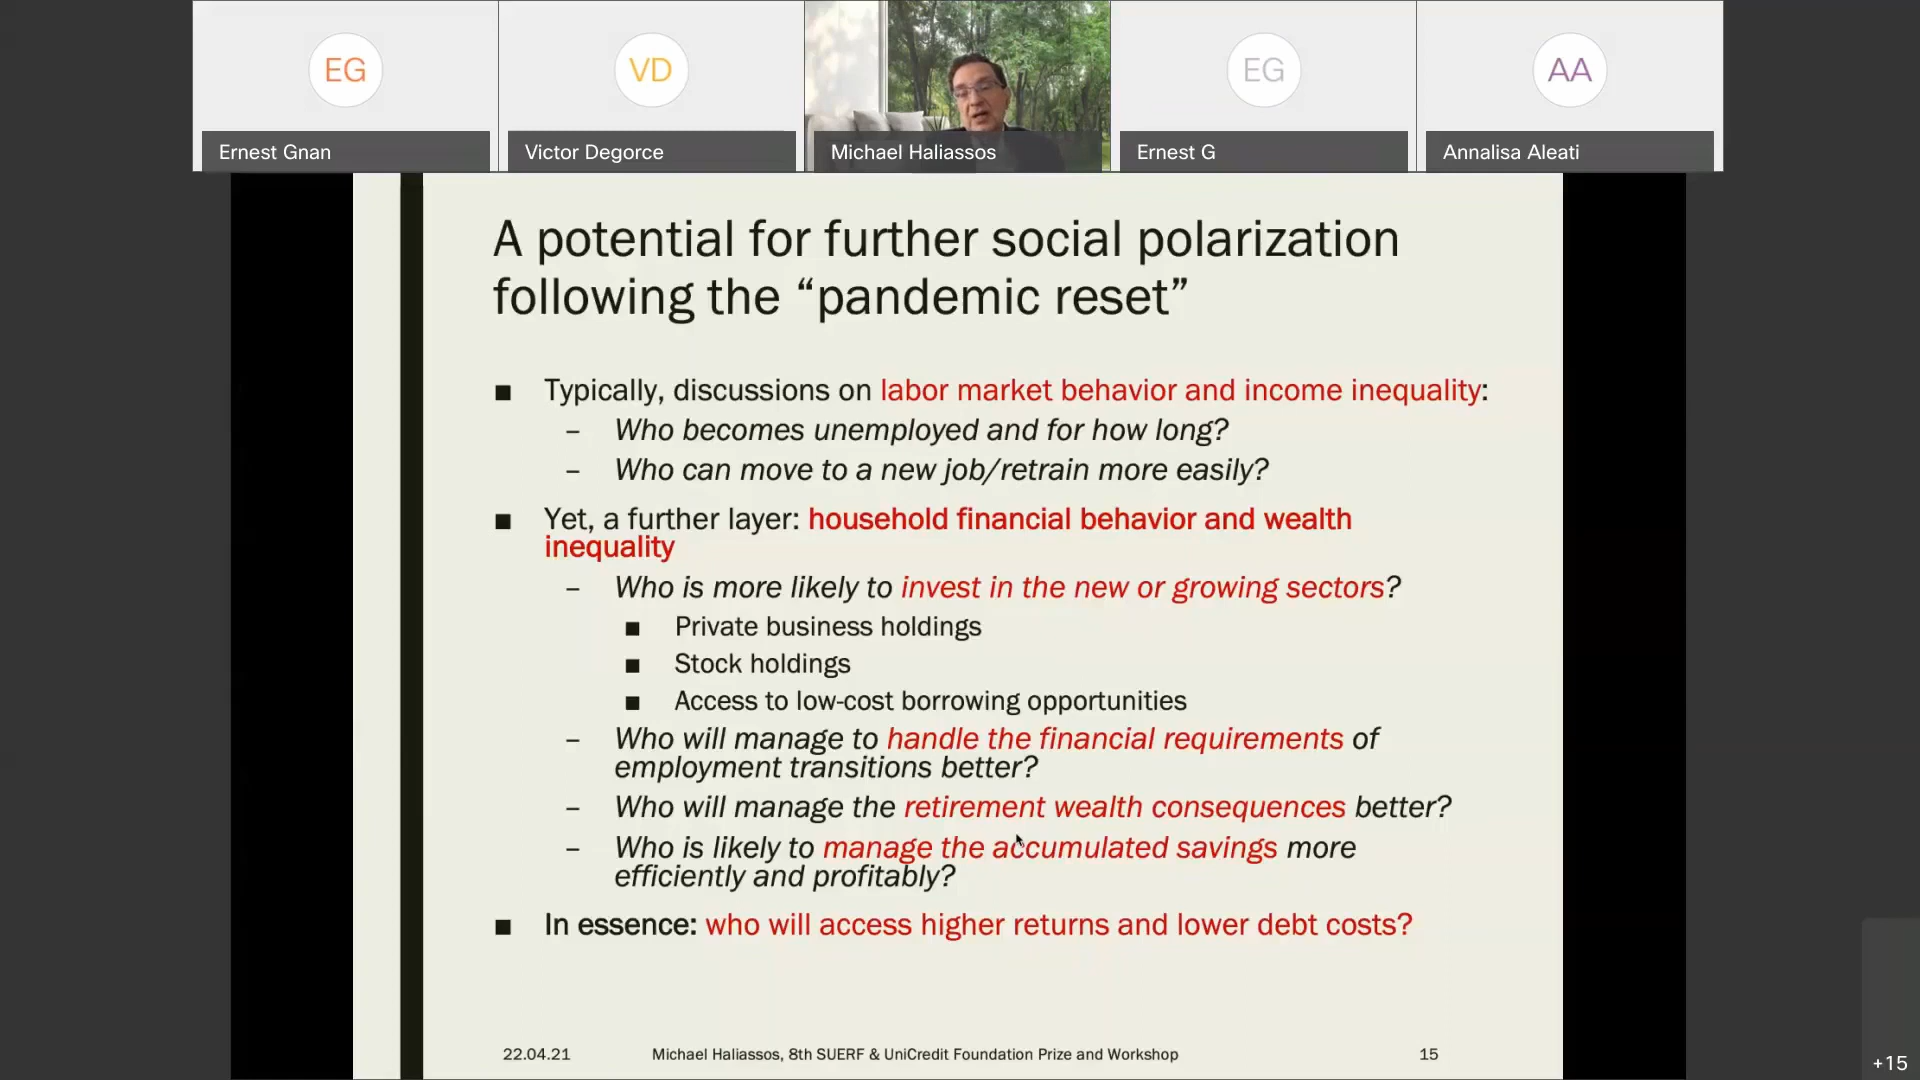 EG
VD
EG
AA
Ernest Gnan
Victor Degorce
Michael Haliassos
Ernest G
Annalisa Aleati
A potential for further social polarization
following the “pandemic reset”
■ Typically, discussions on labor market behavior and income inequality:
– Who becomes unemployed and for how long?
– Who can move to a new job/retrain more easily?
■ Yet, a further layer: household financial behavior and wealth
inequality
– Who is more likely to invest in the new or growing sectors?
■ Private business holdings
■ Stock holdings
■ Access to low-cost borrowing opportunities
– Who will manage to handle the financial requirements of
employment transitions better?
– Who will manage the retirement wealth consequences better?
– Who is likely to manage the accumulated savings more
efficiently and profitably?
■ In essence: who will access higher returns and lower debt costs?
22.04.21
Michael Haliassos, 8th SUERF & UniCredit Foundation Prize and Workshop
15
+15